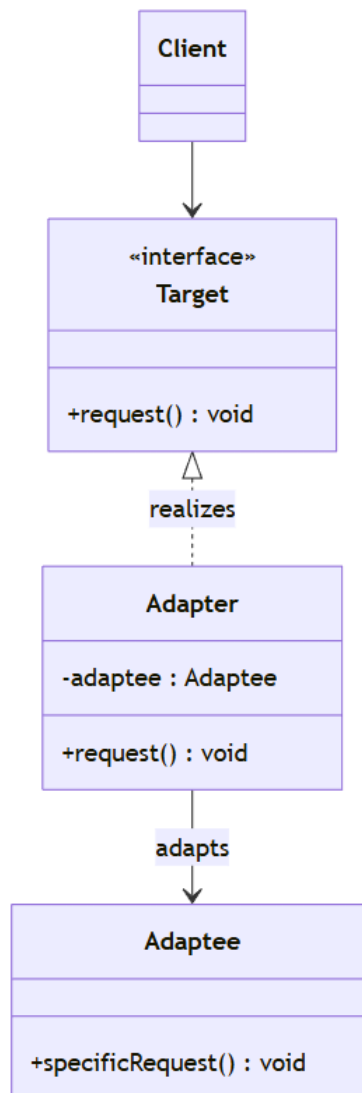 Client
«interface»
Target
+request() : void
realizes
Adapter
-adaptee : Adaptee
+request() : void
adapts
Adaptee
+specificRequest() : void